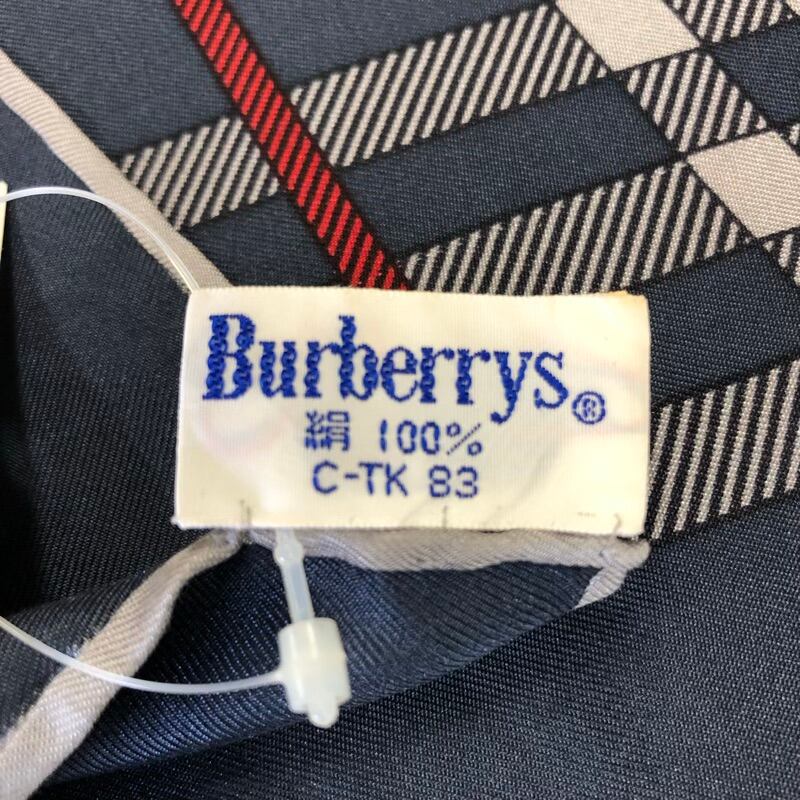 Burberrys®
絹 100%
C-TK 83